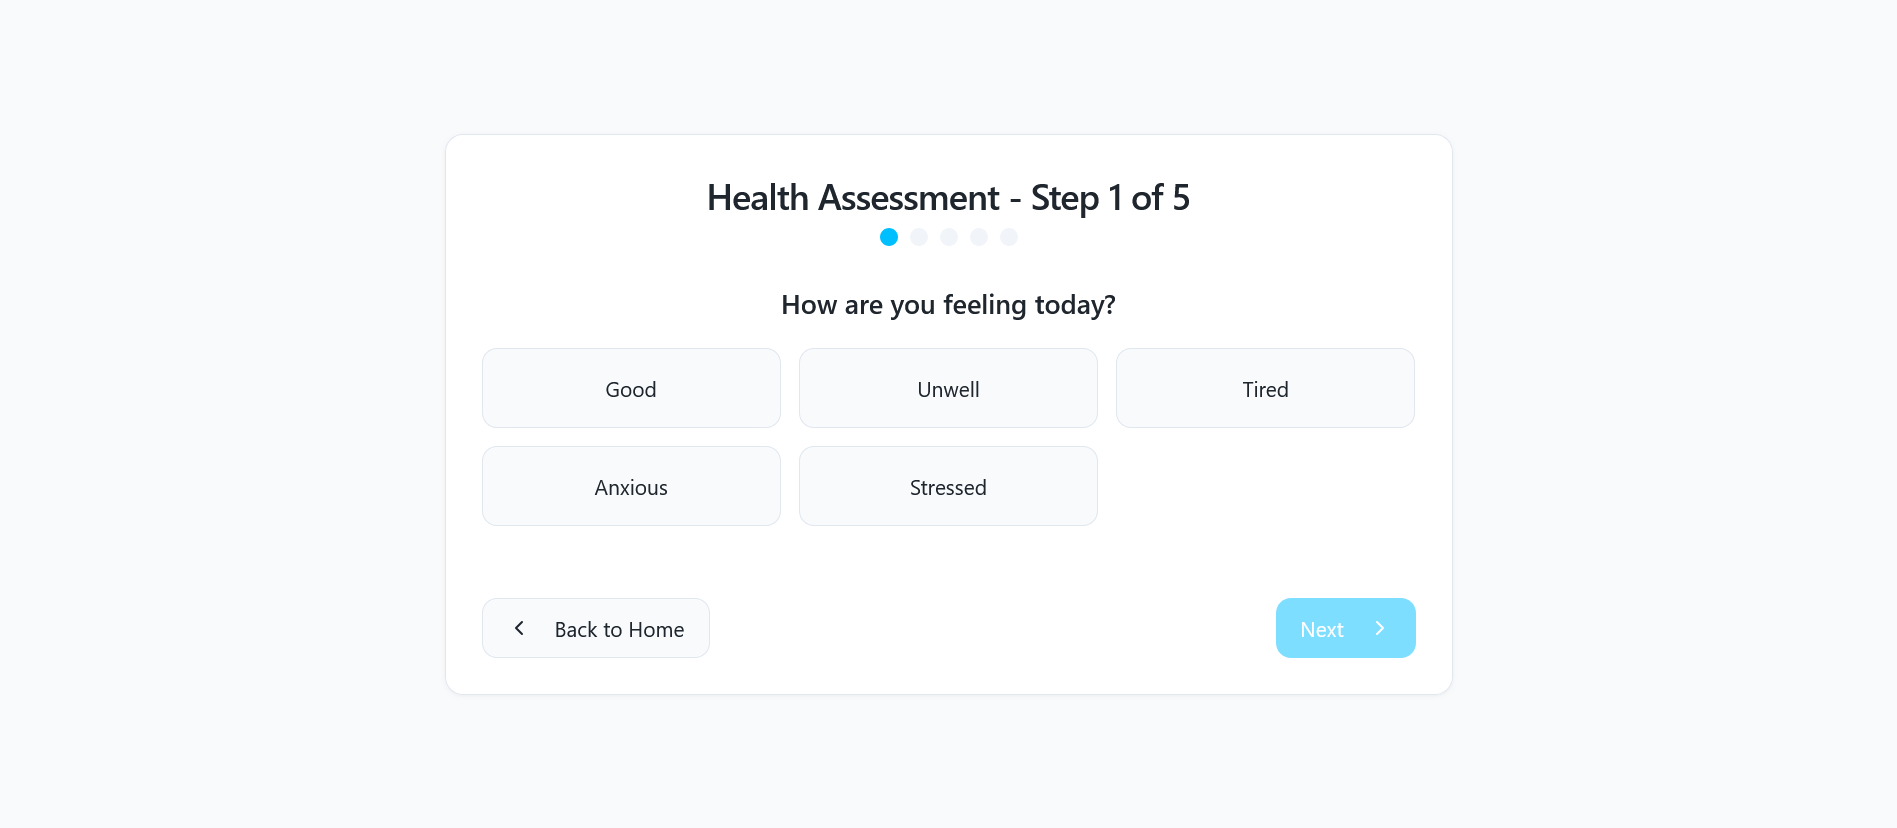 Health Assessment - Step 1 of 5
How are you feeling today?
Good
Unwell
Tired
Anxious
Stressed
Back to Home
Next